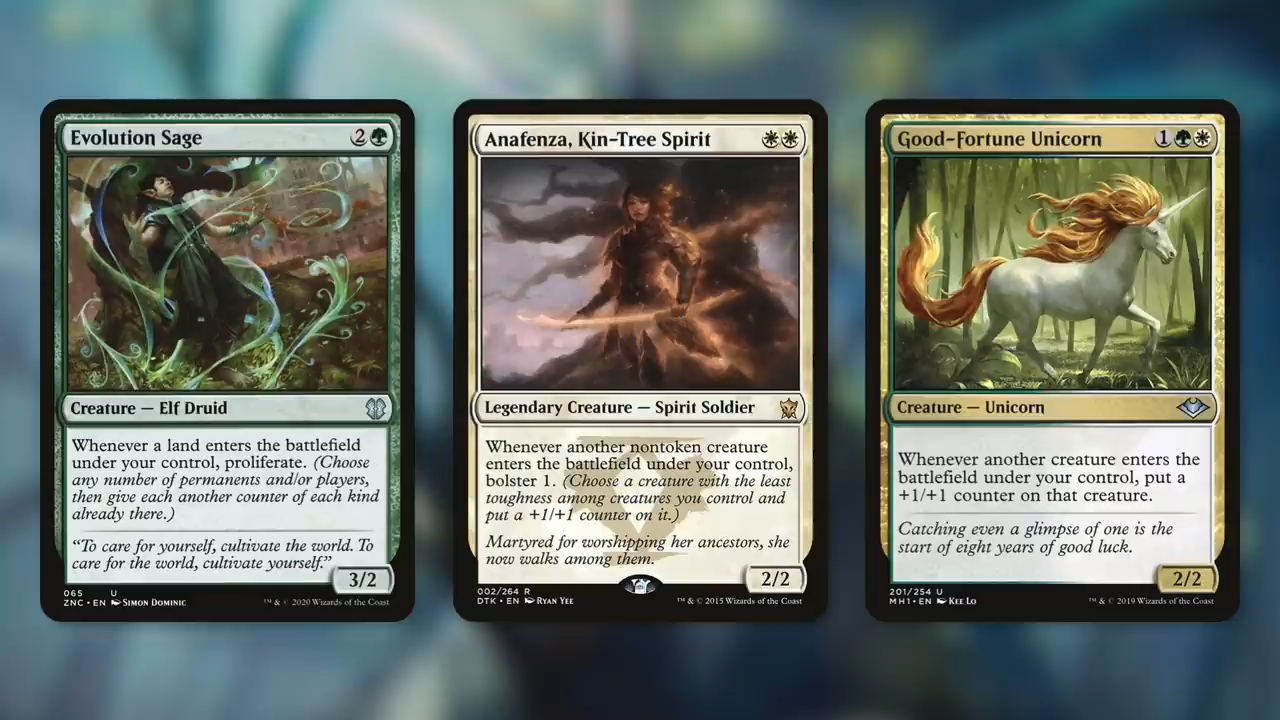 Evolution Sage
2
Creature — Elf Druid
Whenever a land enters the battlefield
under your control, proliferate. (Choose
any number of permanents and/or players,
then give each another counter of each kind
already there.)
“To care for yourself, cultivate the world. To
care for the world, cultivate yourself.”
3/2
065 U
ZNC • EN Simon Dominic
™ & © 2020 Wizards of the Coast
Anafenza, Kin-Tree Spirit
Legendary Creature — Spirit Soldier
Whenever another nontoken creature
enters the battlefield under your control,
bolster 1. (Choose a creature with the least
toughness among creatures you control and
put a +1/+1 counter on it.)
Martyred for worshipping her ancestors, she
now walks among them.
2/2
002/264 R
DTK • EN Ryan Yee
™ & © 2015 Wizards of the Coast
Good-Fortune Unicorn
1
Creature — Unicorn
Whenever another creature enters the
battlefield under your control, put a
+1/+1 counter on that creature.
Catching even a glimpse of one is the
start of eight years of good luck.
2/2
201/254 U
MH1 • EN Kee Lo
™ & © 2019 Wizards of the Coast